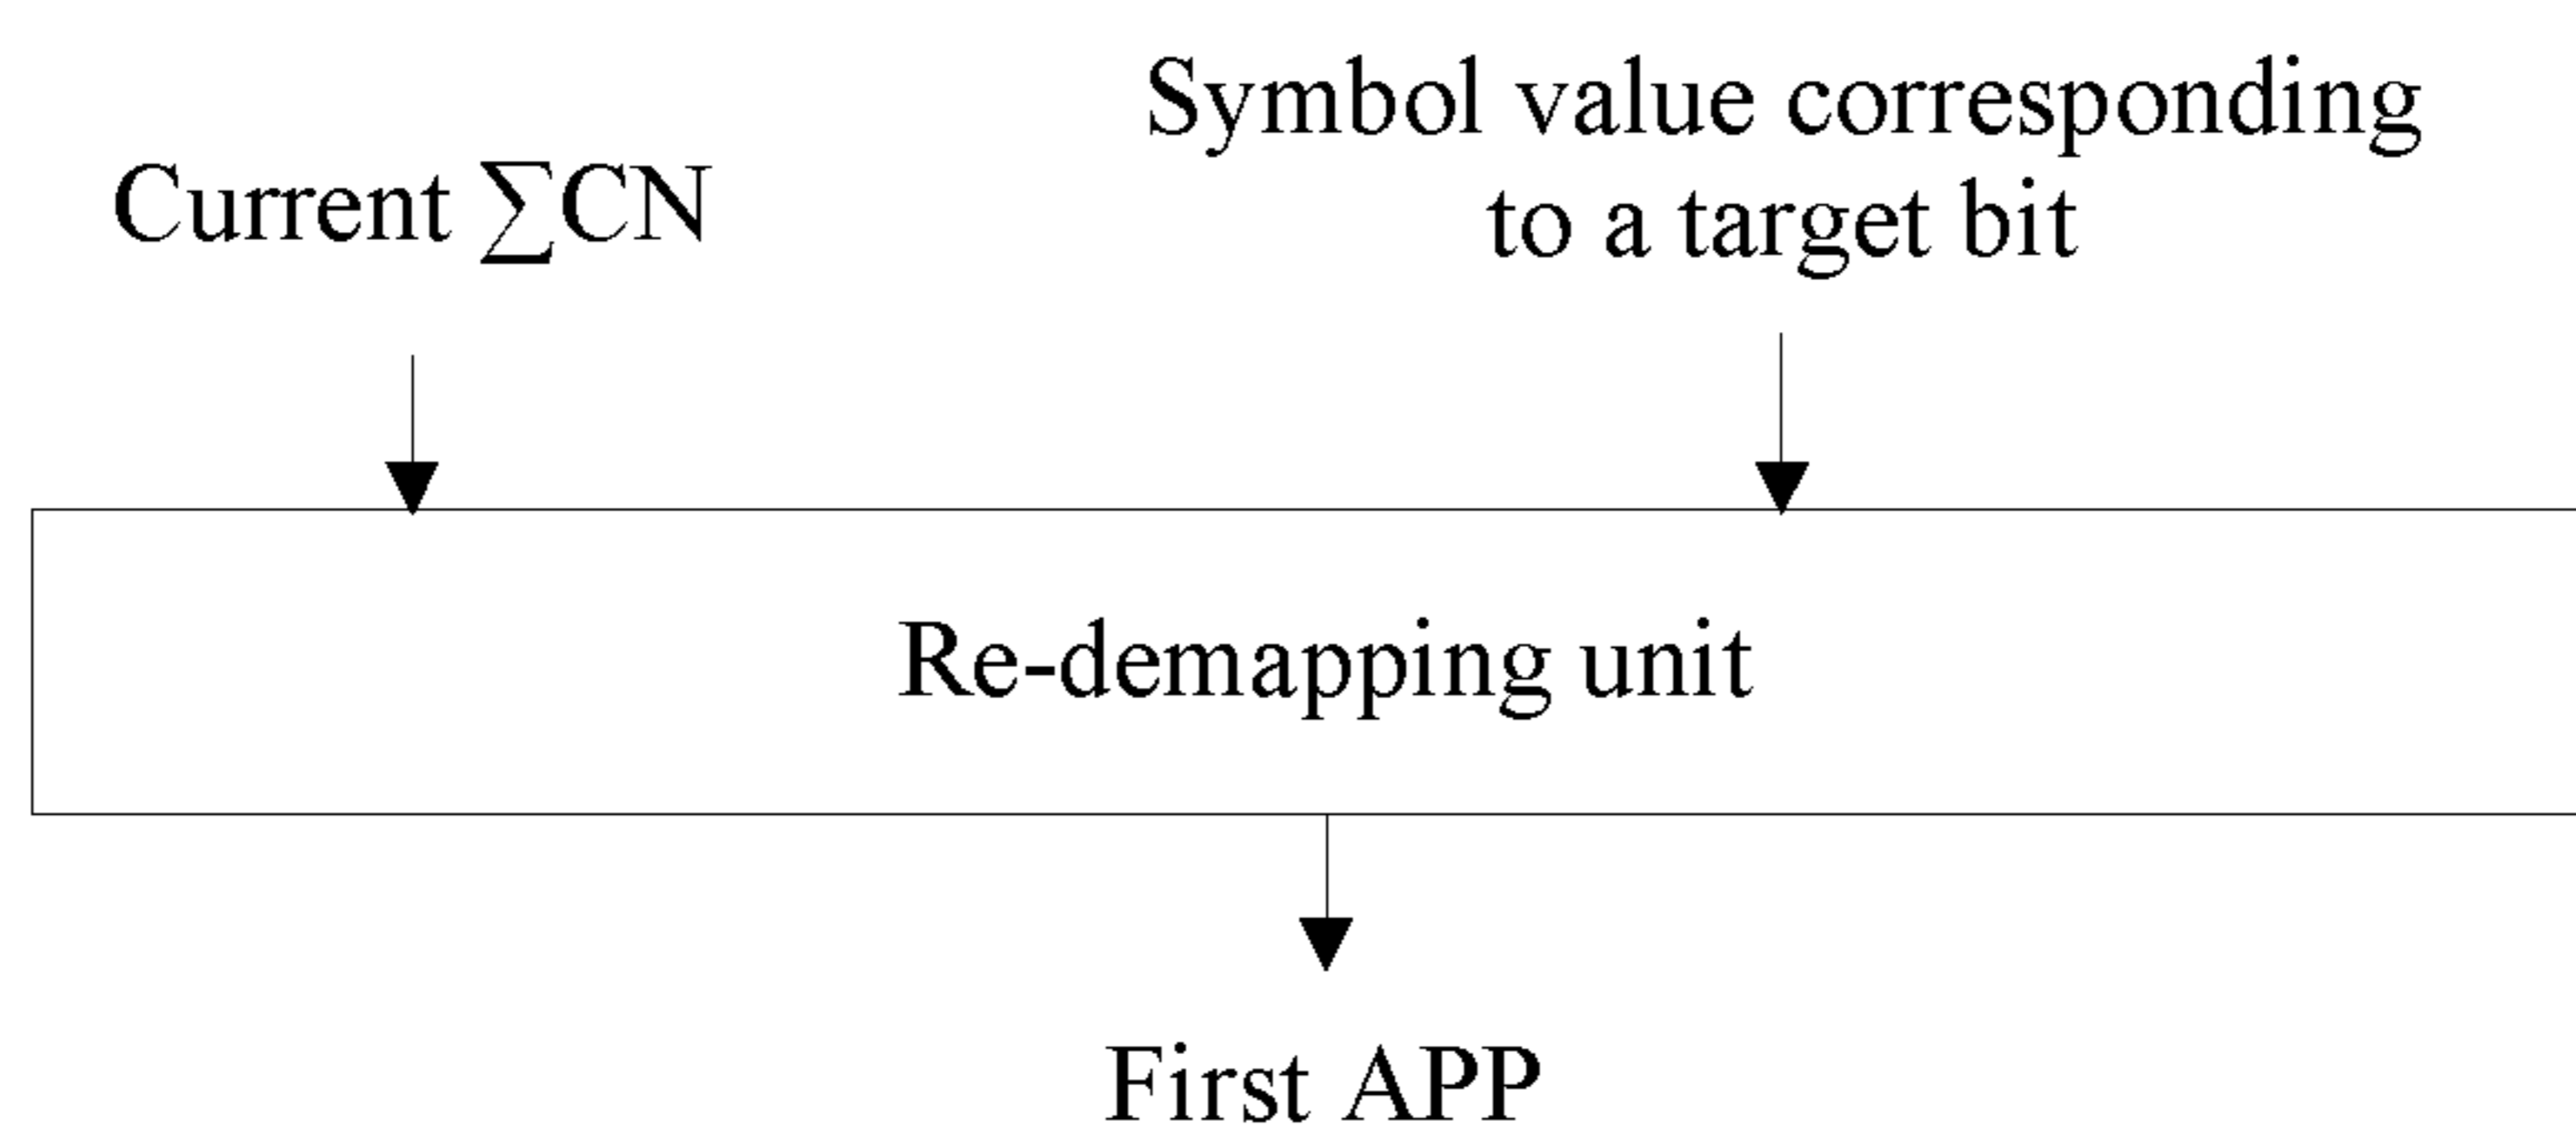 Current ∑CN
Symbol value corresponding
to a target bit
Re-demapping unit
First APP